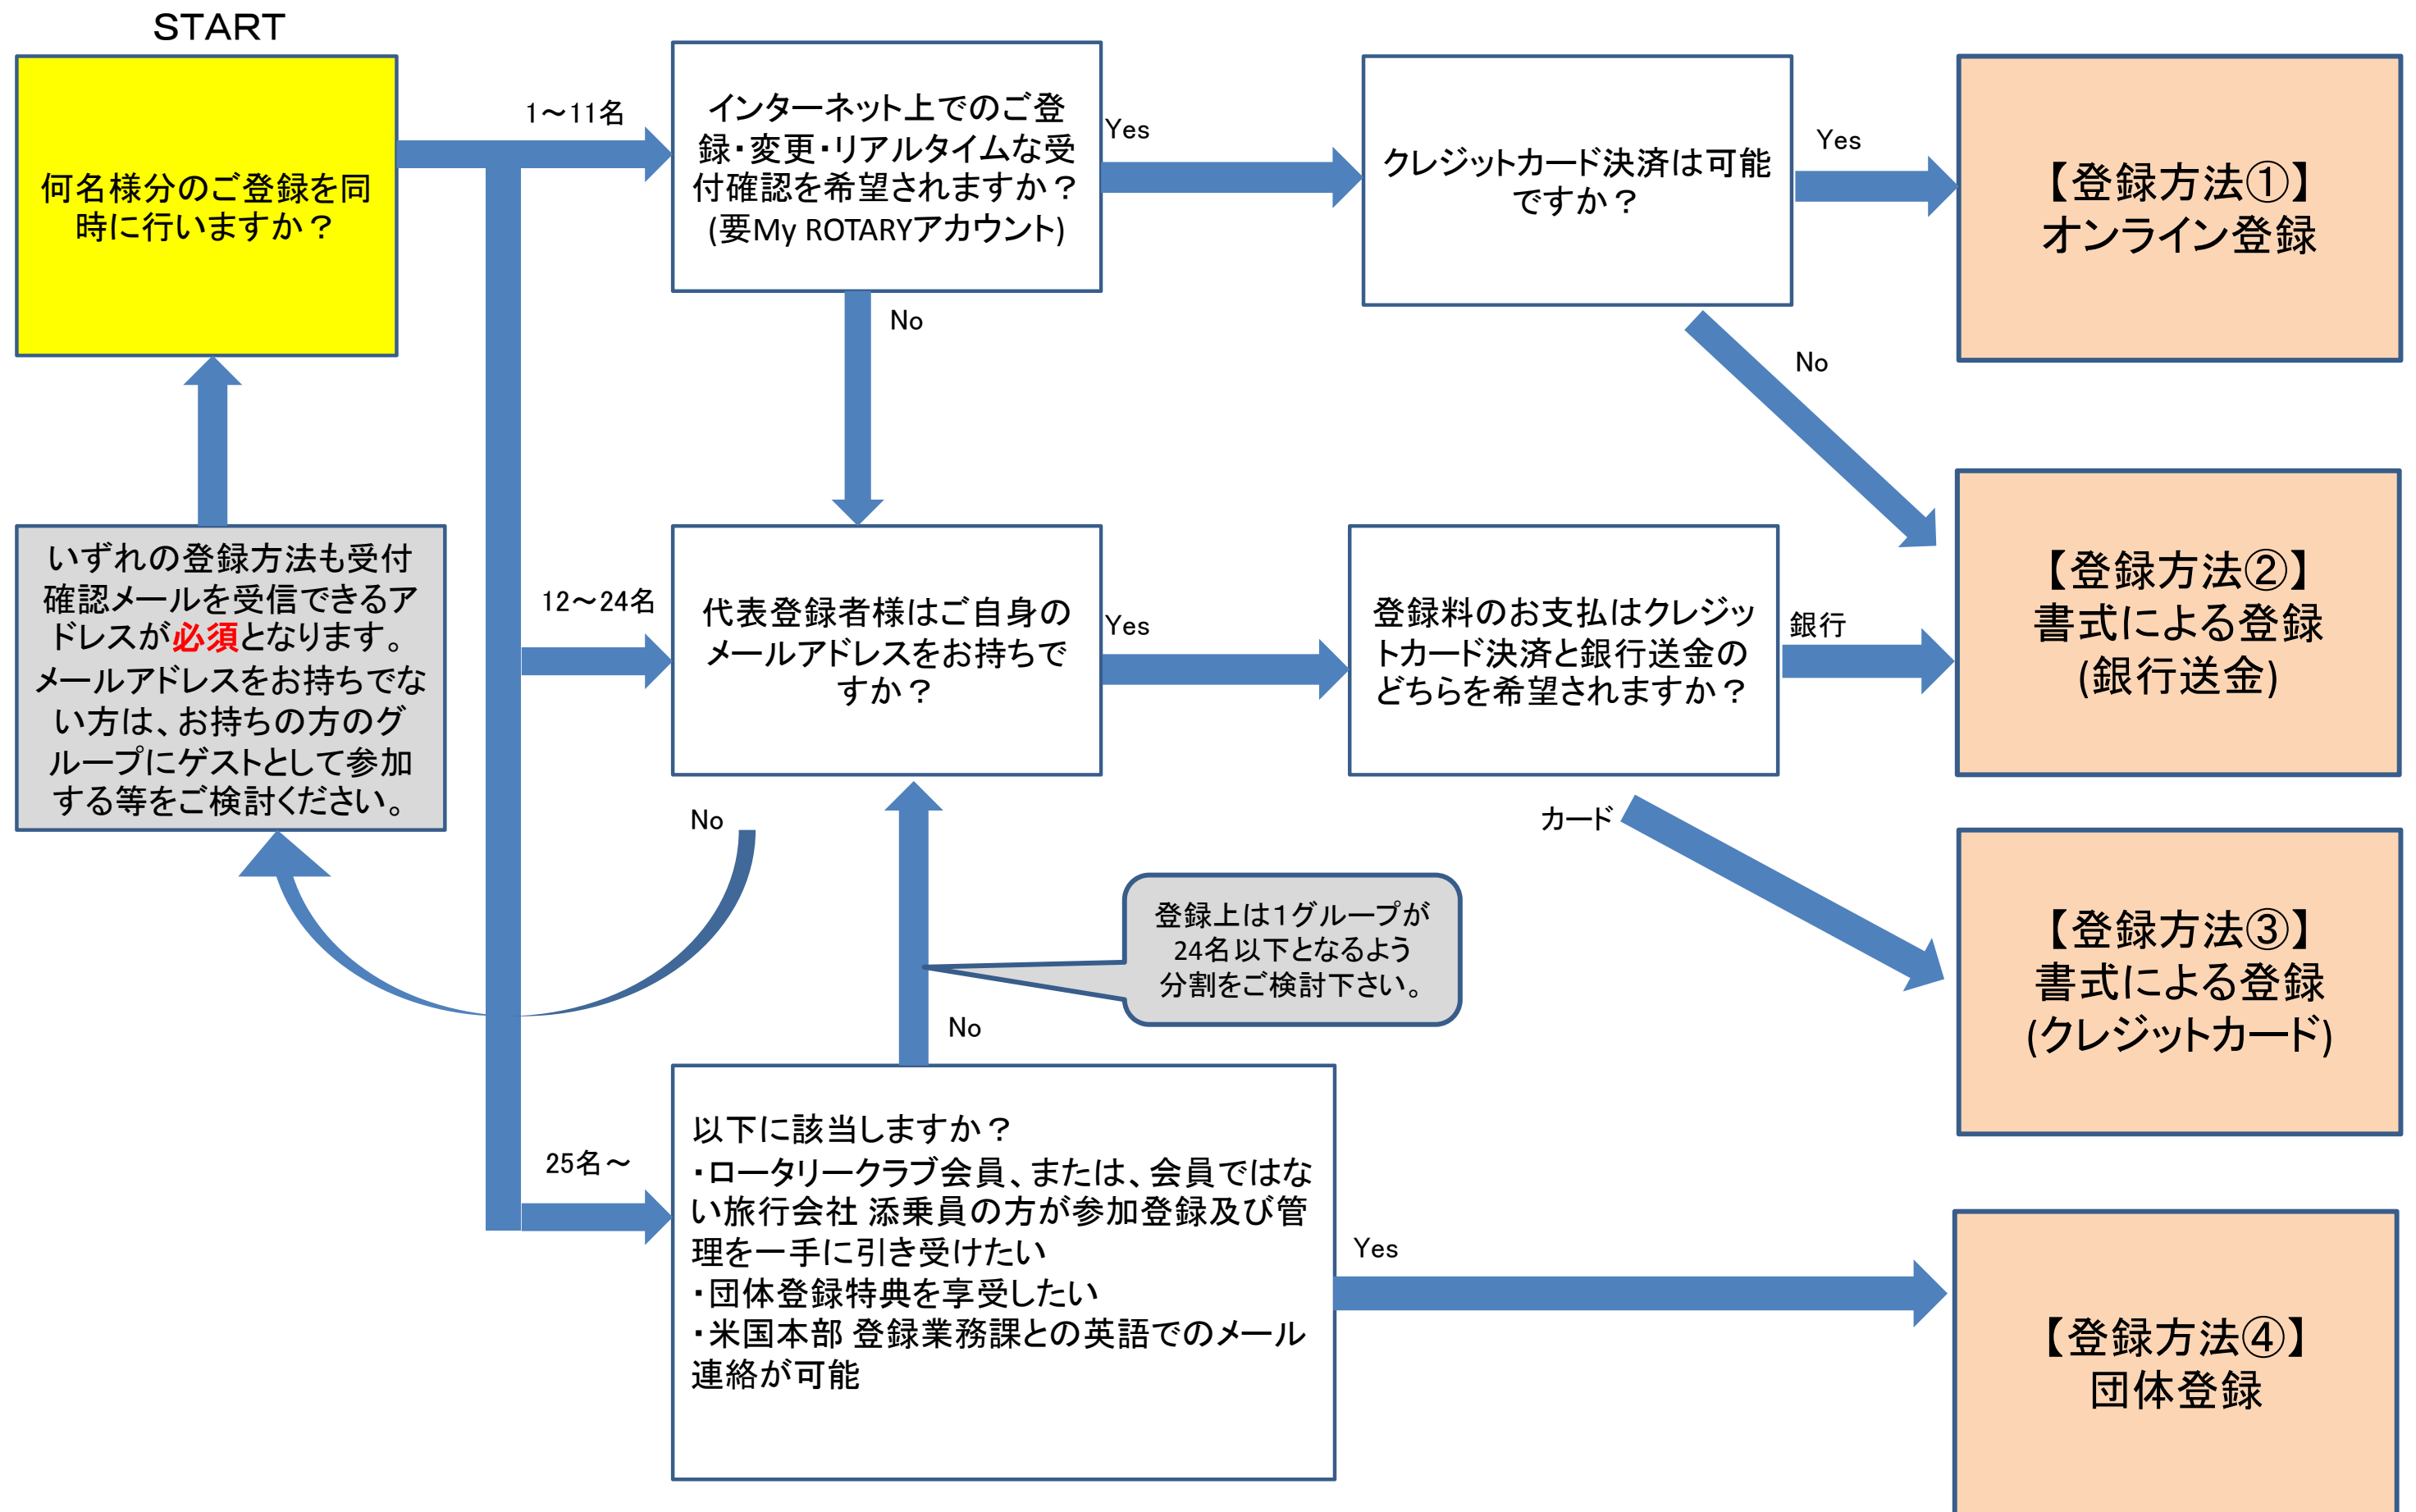 START
何名様分のご登録を同
時に行いますか？
1～11名
インターネット上でのご登
録・変更・リアルタイムな受
付確認を希望されますか？
(要My ROTARYアカウント)
Yes
クレジットカード決済は可能
ですか？
Yes
【登録方法①】
オンライン登録
No
No
いずれの登録方法も受付
確認メールを受信できるア
ドレスが必須となります。
メールアドレスをお持ちでな
い方は、お持ちの方のグ
ループにゲストとして参加
する等をご検討ください。
12～24名
代表登録者様はご自身の
メールアドレスをお持ちで
すか？
Yes
登録料のお支払はクレジッ
トカード決済と銀行送金の
どちらを希望されますか？
銀行
【登録方法②】
書式による登録
(銀行送金)
No
カード
登録上は１グループが
24名以下となるよう
分割をご検討下さい。
【登録方法③】
書式による登録
(クレジットカード)
No
25名～
以下に該当しますか？
・ロータリークラブ会員、または、会員ではな
い旅行会社 添乗員の方が参加登録及び管
理を一手に引き受けたい
・団体登録特典を享受したい
・米国本部 登録業務課との英語でのメール
連絡が可能
Yes
【登録方法④】
団体登録